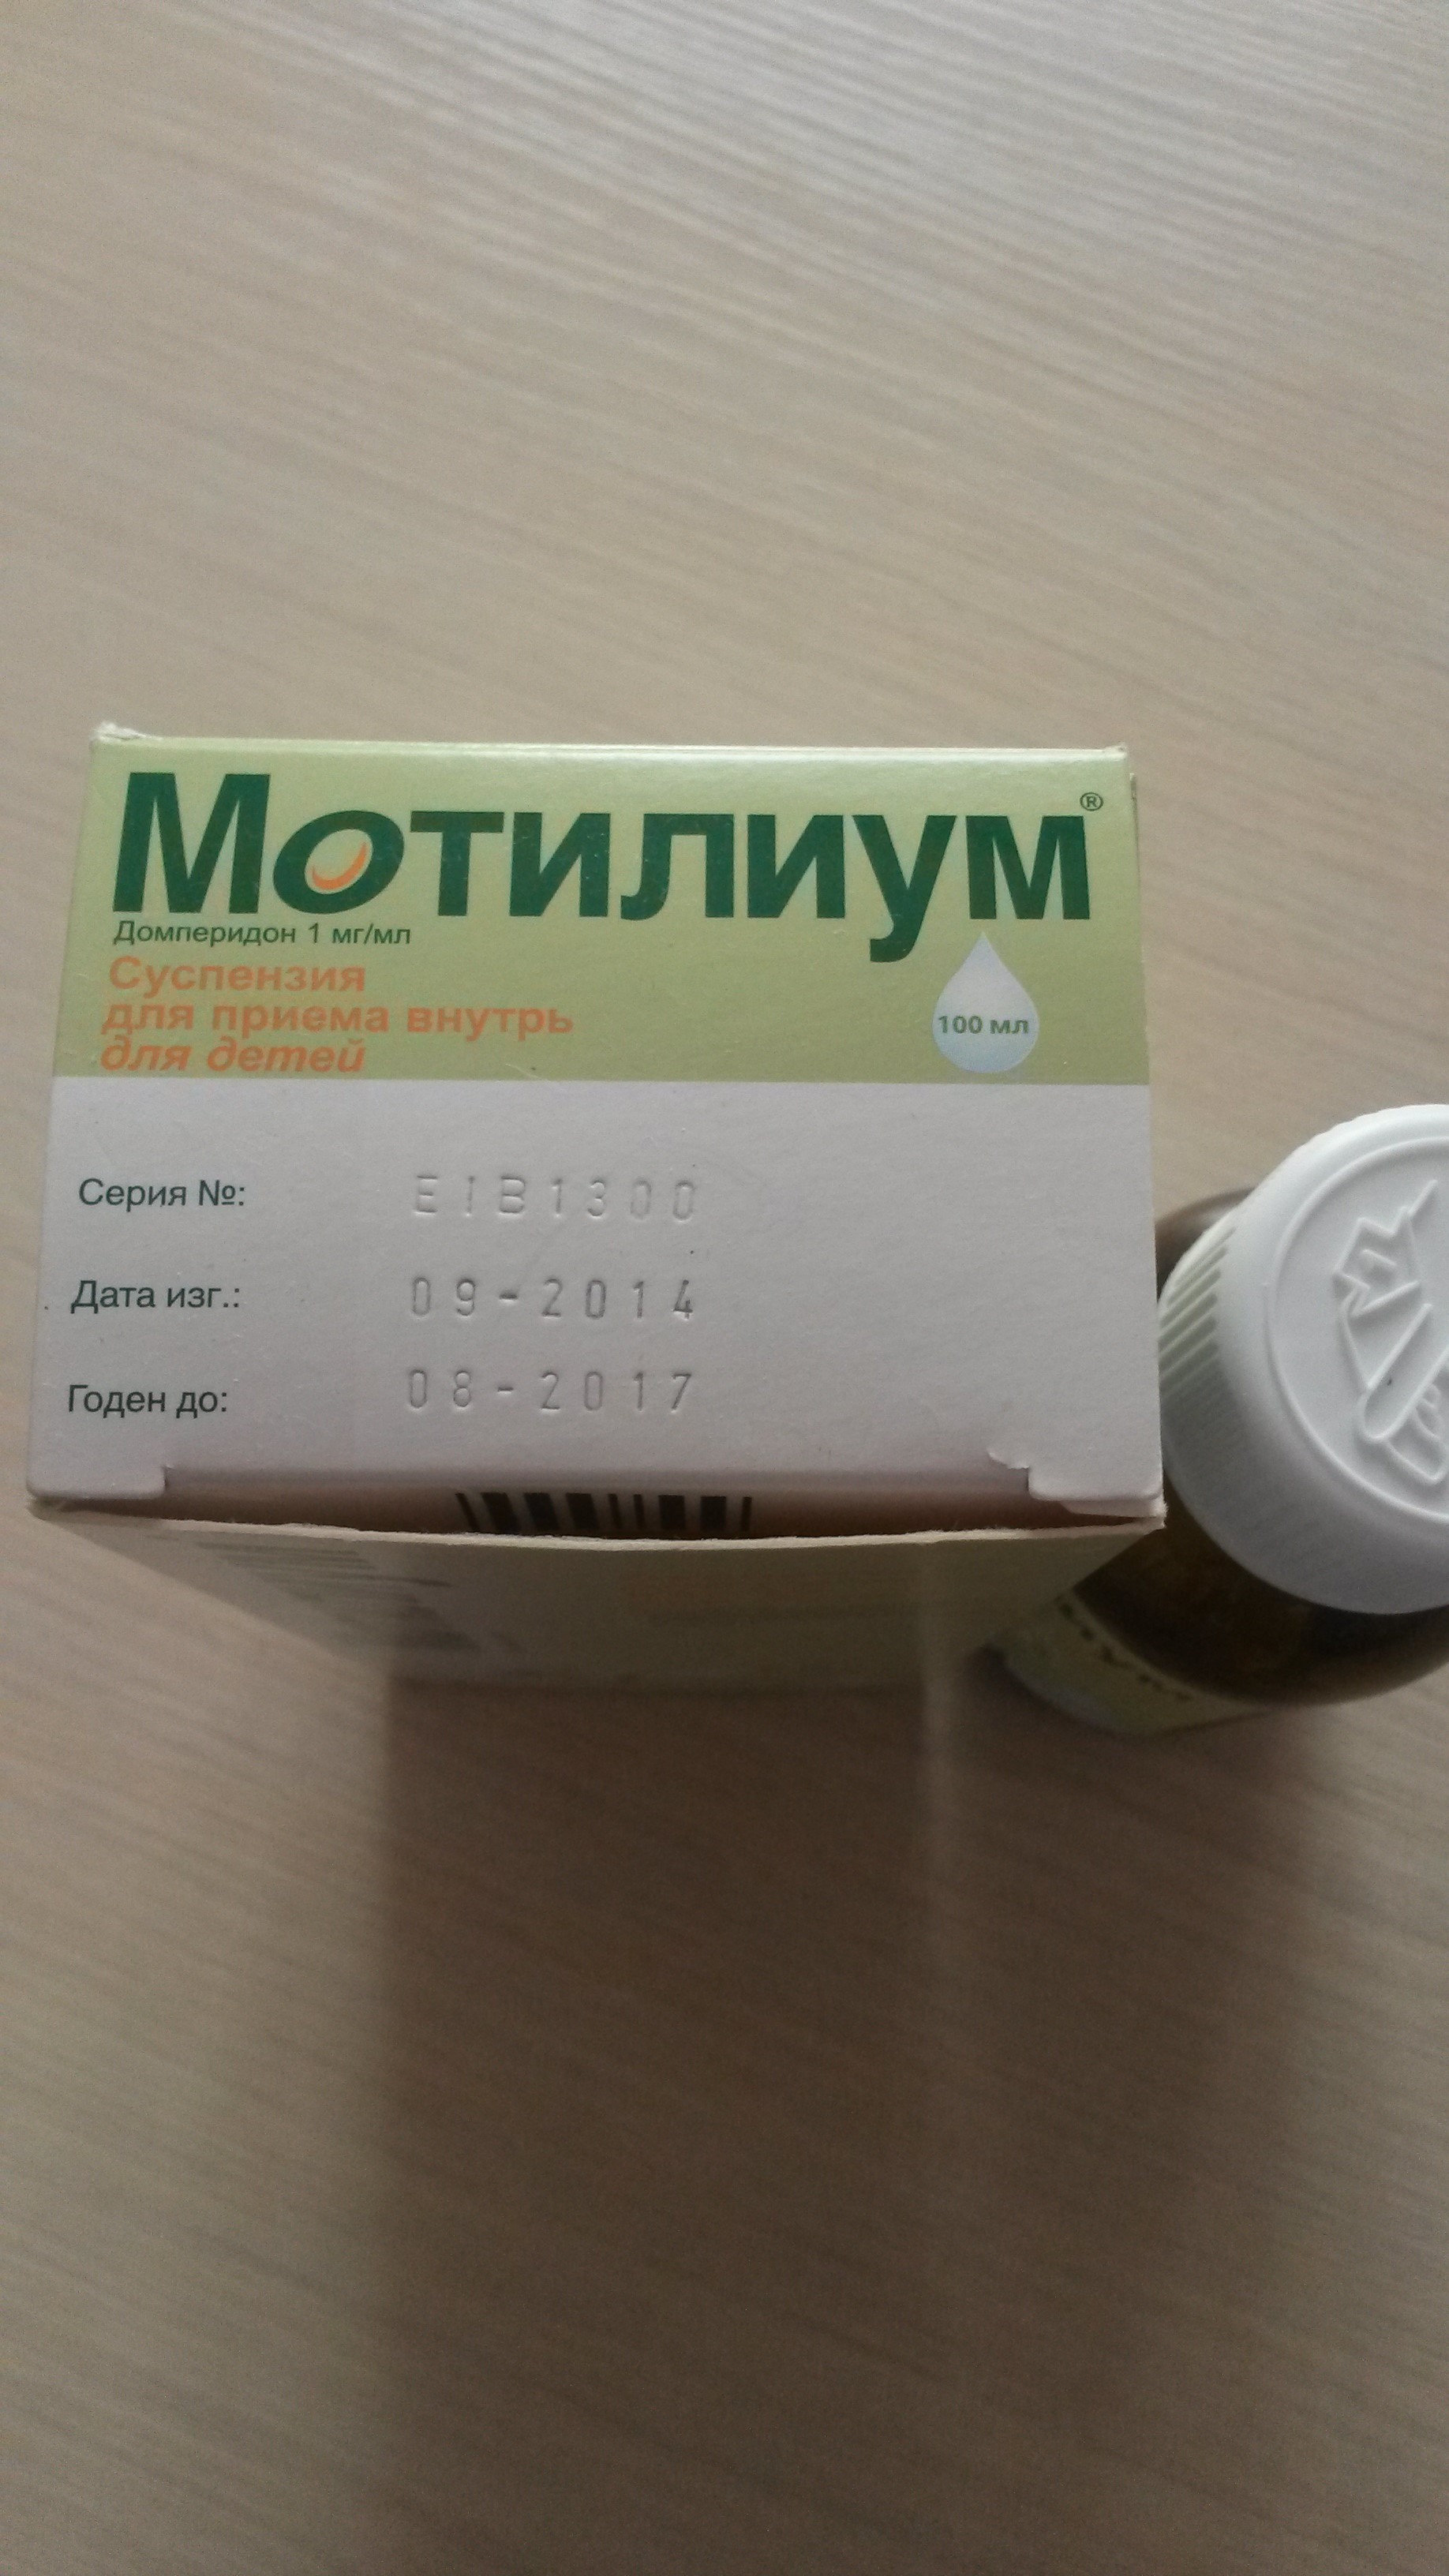 Мотилиум®
Домперидон 1 мг/мл
Суспензия
для приема внутрь
для детей
100 мл
Серия №: EIB1300
Дата изг.: 09-2014
Годен до: 08-2017